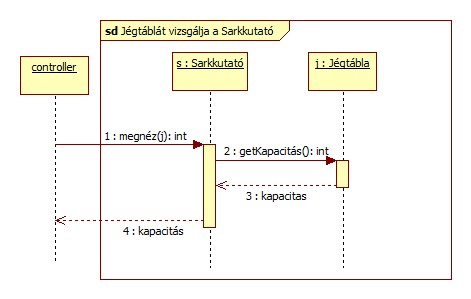 sd Jégtáblát vizsgálja a Sarkkutató
controller
s : Sarkkutató
j : Jégtábla
1 : megnéz(j): int
2 : getKapacitás(): int
3 : kapacitas
4 : kapacitás